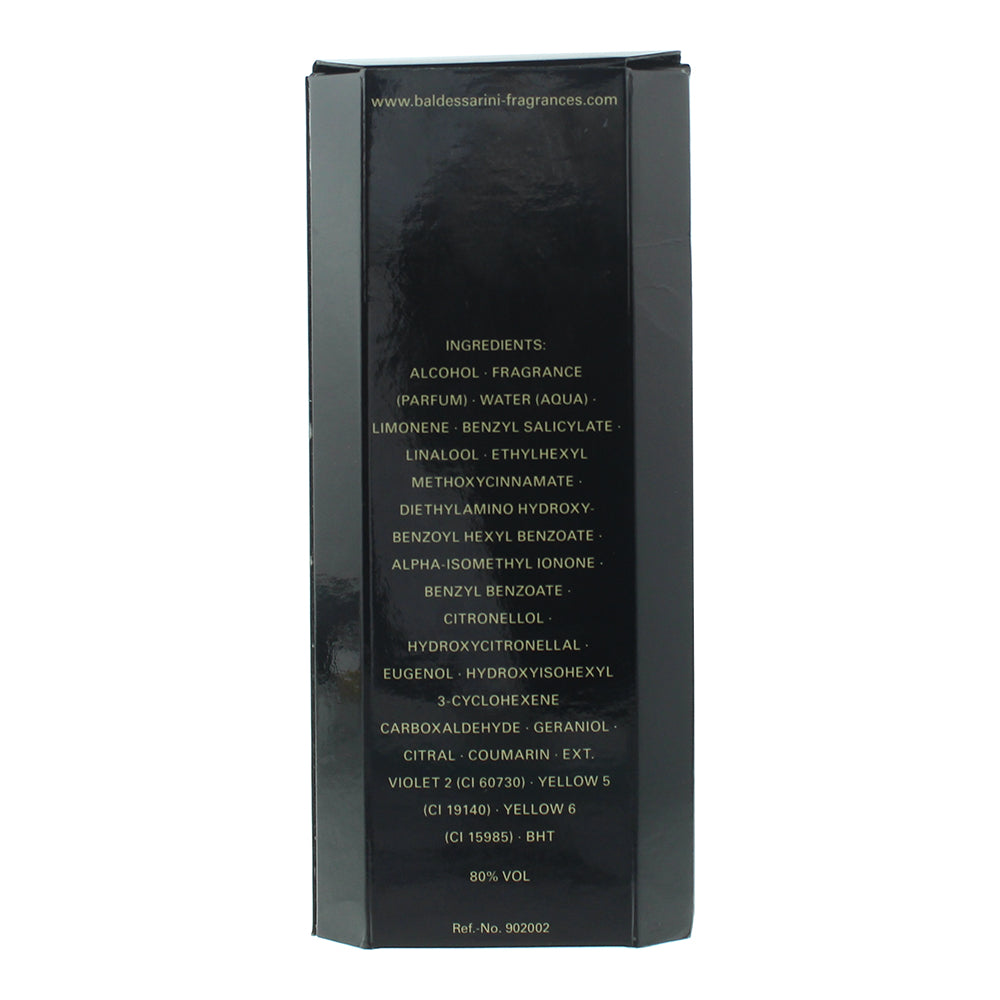 www.baldessarini-fragrances.com
INGREDIENTS:
ALCOHOL · FRAGRANCE
(PARFUM) · WATER (AQUA) ·
LIMONENE · BENZYL SALICYLATE ·
LINALOOL · ETHYLHEXYL
METHOXYCINNAMATE ·
DIETHYLAMINO HYDROXY-
BENZOYL HEXYL BENZOATE ·
ALPHA-ISOMETHYL IONONE ·
BENZYL BENZOATE ·
CITRONELLOL ·
HYDROXYCITRONELLAL ·
EUGENOL · HYDROXYISOHEXYL
3-CYCLOHEXENE
CARBOXALDEHYDE · GERANIOL ·
CITRAL · COUMARIN · EXT.
VIOLET 2 (CI 60730) · YELLOW 5
(CI 19140) · YELLOW 6
(CI 15985) · BHT
80% VOL
Ref.-No. 902002